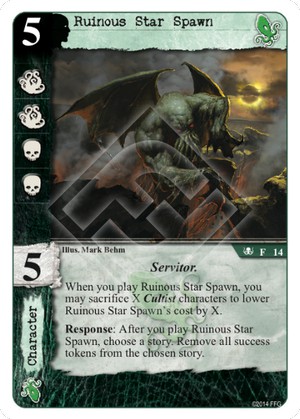 5
Ruinous Star Spawn
Illus. Mark Behm
F 14
5
Servitor.
When you play Ruinous Star Spawn, you
may sacrifice X Cultist characters to lower
Ruinous Star Spawn's cost by X.
Response: After you play Ruinous Star
Spawn, choose a story. Remove all success
tokens from the chosen story.
Character
©2014 FFG